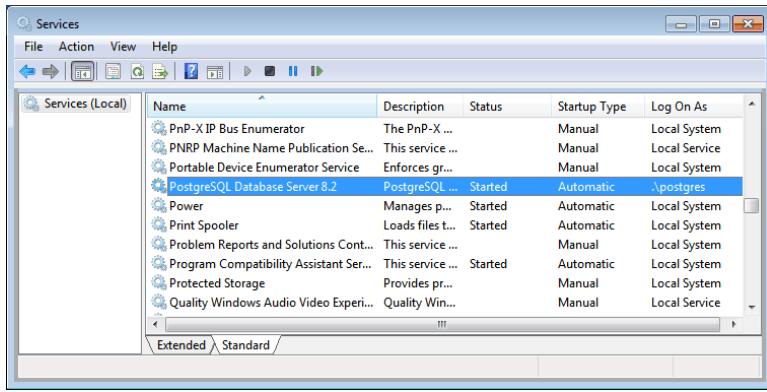 Services
File Action View Help
Services (Local)
Name Description Status Startup Type Log On As
PnP-X IP Bus Enumerator The PnP-X ... Manual Local System
PNRP Machine Name Publication Se... This service ... Manual Local Service
Portable Device Enumerator Service Enforces gr... Manual Local System
PostgreSQL Database Server 8.2 PostgreSQL ... Started Automatic .\postgres
Power Manages p... Started Automatic Local System
Print Spooler Loads files t... Started Automatic Local System
Problem Reports and Solutions Cont... This service ... Manual Local System
Program Compatibility Assistant Ser... This service ... Started Automatic Local System
Protected Storage Provides pr... Manual Local System
Quality Windows Audio Video Experi... Quality Win... Manual Local Service
Extended Standard